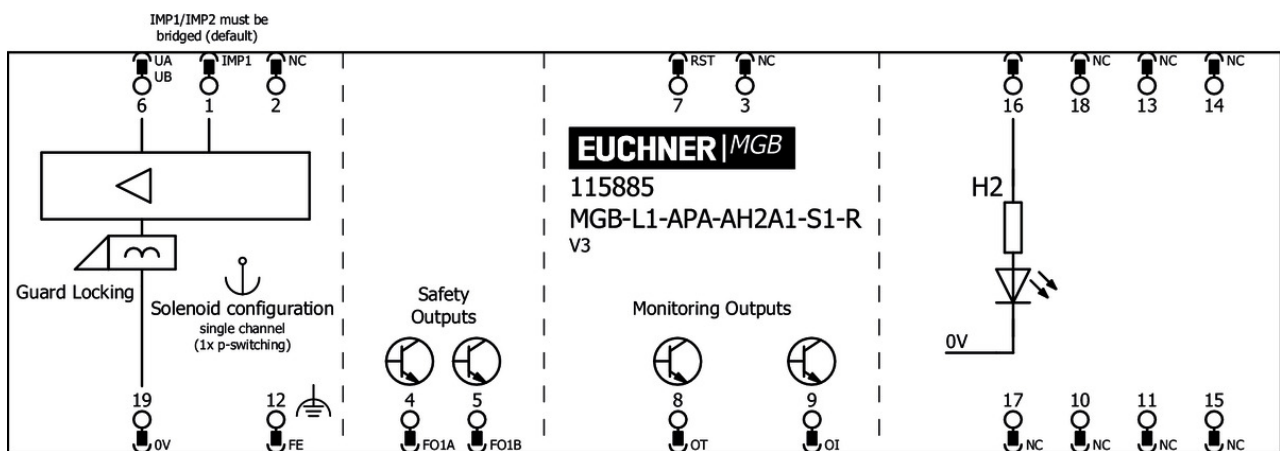 IMP1/IMP2 must be
bridged (default)
UA IMP1 NC RST NC NC NC NC
UB
6 1 2 7 3 16 18 13 14
EUCHNER|MGB
115885
MGB-L1-APA-AH2A1-S1-R
V3
H2
Guard Locking
Solenoid configuration
single channel
(1x p-switching)
Safety
Outputs
Monitoring Outputs
0V
19 12 4 5 8 9 17 10 11 15
0V FE FO1A FO1B OT OI NC NC NC NC